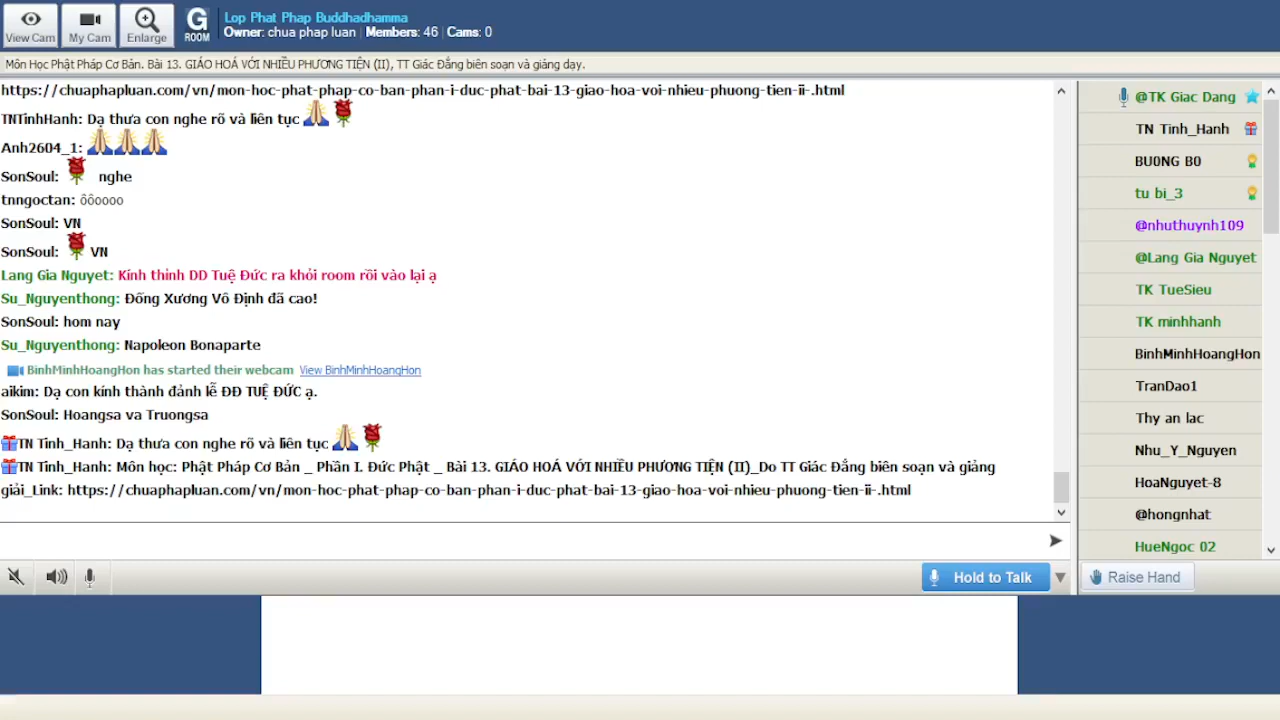 View Cam
My Cam
Enlarge
G
ROOM
Lop Phat Phap Buddhadhamma
Owner: chua phap luan | Members: 46 | Cams: 0
Môn Học Phật Pháp Cơ Bản. Bài 13. GIÁO HOÁ VỚI NHIỀU PHƯƠNG TIỆN (II), TT Giác Đẳng biên soạn và giảng dạy.
https://chuaphapluan.com/vn/mon-hoc-phat-phap-co-ban-phan-i-duc-phat-bai-13-giao-hoa-voi-nhieu-phuong-tien-ii-.html
TNTinhHanh: Dạ thưa con nghe rõ và liên tục
Anh2604_1:
SonSoul: nghe
tnngoctan: ôôoooo
SonSoul: VN
SonSoul: VN
Lang Gia Nguyet: Kính thỉnh DD Tuệ Đức ra khỏi room rồi vào lại ạ
Su_Nguyenthong: Đống Xương Vô Định đã cao!
SonSoul: hom nay
Su_Nguyenthong: Napoleon Bonaparte
BinhMinhHoangHon has started their webcam View BinhMinhHoangHon
aikim: Dạ con kính thành đảnh lễ ĐĐ TUỆ ĐỨC ạ.
SonSoul: Hoangsa va Truongsa
TN Tinh_Hanh: Dạ thưa con nghe rõ và liên tục
TN Tinh_Hanh: Môn học: Phật Pháp Cơ Bản _ Phần I. Đức Phật _ Bài 13. GIÁO HOÁ VỚI NHIỀU PHƯƠNG TIỆN (II)_Do TT Giác Đẳng biên soạn và giảng
giải_Link: https://chuaphapluan.com/vn/mon-hoc-phat-phap-co-ban-phan-i-duc-phat-bai-13-giao-hoa-voi-nhieu-phuong-tien-ii-.html
Hold to Talk
@TK Giac Dang
TN Tinh_Hanh
BU0NG B0
tu bi_3
@nhuthuynh109
@Lang Gia Nguyet
TK TueSieu
TK minhhanh
BinhMinhHoangHon
TranDao1
Thy an lac
Nhu_Y_Nguyen
HoaNguyet-8
@hongnhat
HueNgoc 02
Raise Hand